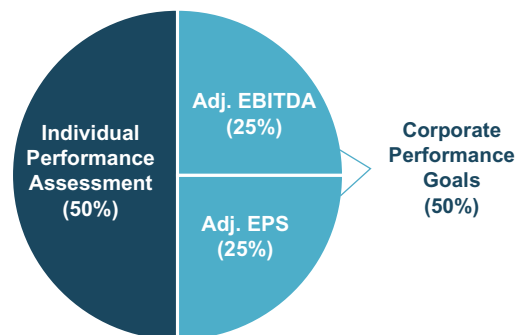 Individual
Performance
Assessment
(50%)
Adj. EBITDA
(25%)
Adj. EPS
(25%)
Corporate
Performance
Goals
(50%)